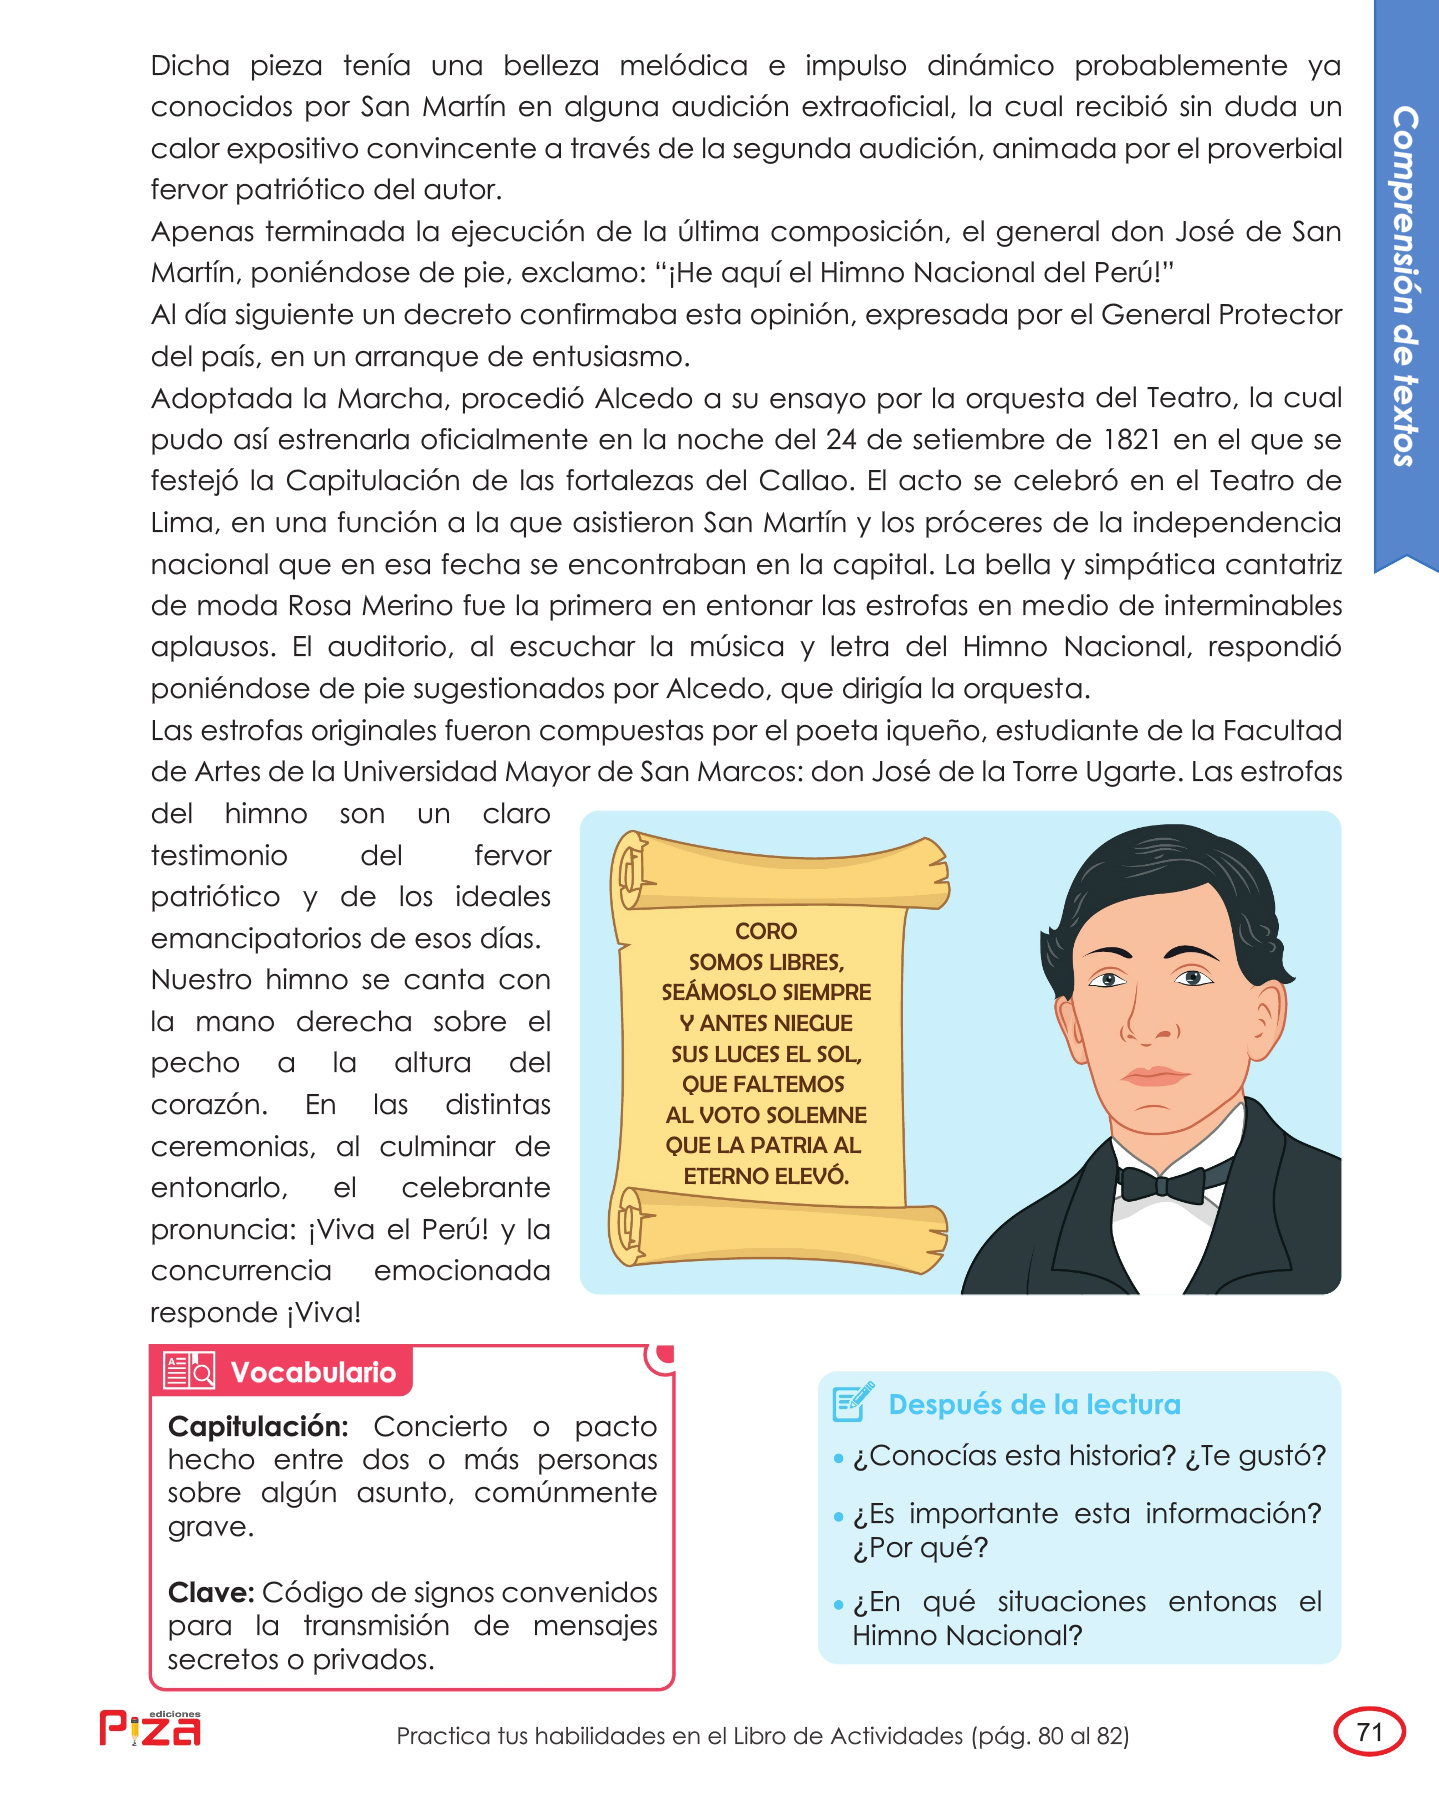 Dicha pieza tenía una belleza melódica e impulso dinámico probablemente ya
conocidos por San Martín en alguna audición extraoficial, la cual recibió sin duda un
calor expositivo convincente a través de la segunda audición, animada por el proverbial
fervor patriótico del autor.
Apenas terminada la ejecución de la última composición, el general don José de San
Martín, poniéndose de pie, exclamo: “¡He aquí el Himno Nacional del Perú!”
Al día siguiente un decreto confirmaba esta opinión, expresada por el General Protector
del país, en un arranque de entusiasmo.
Adoptada la Marcha, procedió Alcedo a su ensayo por la orquesta del Teatro, la cual
pudo así estrenarla oficialmente en la noche del 24 de setiembre de 1821 en el que se
festejó la Capitulación de las fortalezas del Callao. El acto se celebró en el Teatro de
Lima, en una función a la que asistieron San Martín y los próceres de la independencia
nacional que en esa fecha se encontraban en la capital. La bella y simpática cantatriz
de moda Rosa Merino fue la primera en entonar las estrofas en medio de interminables
aplausos. El auditorio, al escuchar la música y letra del Himno Nacional, respondió
poniéndose de pie sugestionados por Alcedo, que dirigía la orquesta.
Las estrofas originales fueron compuestas por el poeta iqueño, estudiante de la Facultad
de Artes de la Universidad Mayor de San Marcos: don José de la Torre Ugarte. Las estrofas
del himno son un claro
testimonio del fervor
patriótico y de los ideales
emancipatorios de esos días.
Nuestro himno se canta con
la mano derecha sobre el
pecho a la altura del
corazón. En las distintas
ceremonias, al culminar de
entonarlo, el celebrante
pronuncia: ¡Viva el Perú! y la
concurrencia emocionada
responde ¡Viva!
CORO
SOMOS LIBRES,
SEÁMOSLO SIEMPRE
Y ANTES NIEGUE
SUS LUCES EL SOL,
QUE FALTEMOS
AL VOTO SOLEMNE
QUE LA PATRIA AL
ETERNO ELEVÓ.
Comprensión de textos
Vocabulario
Capitulación: Concierto o pacto
hecho entre dos o más personas
sobre algún asunto, comúnmente
grave.
Clave: Código de signos convenidos
para la transmisión de mensajes
secretos o privados.
Después de la lectura
• ¿Conocías esta historia? ¿Te gustó?
• ¿Es importante esta información?
¿Por qué?
• ¿En qué situaciones entonas el
Himno Nacional?
ediciones
PiZA
Practica tus habilidades en el Libro de Actividades (pág. 80 al 82)
71